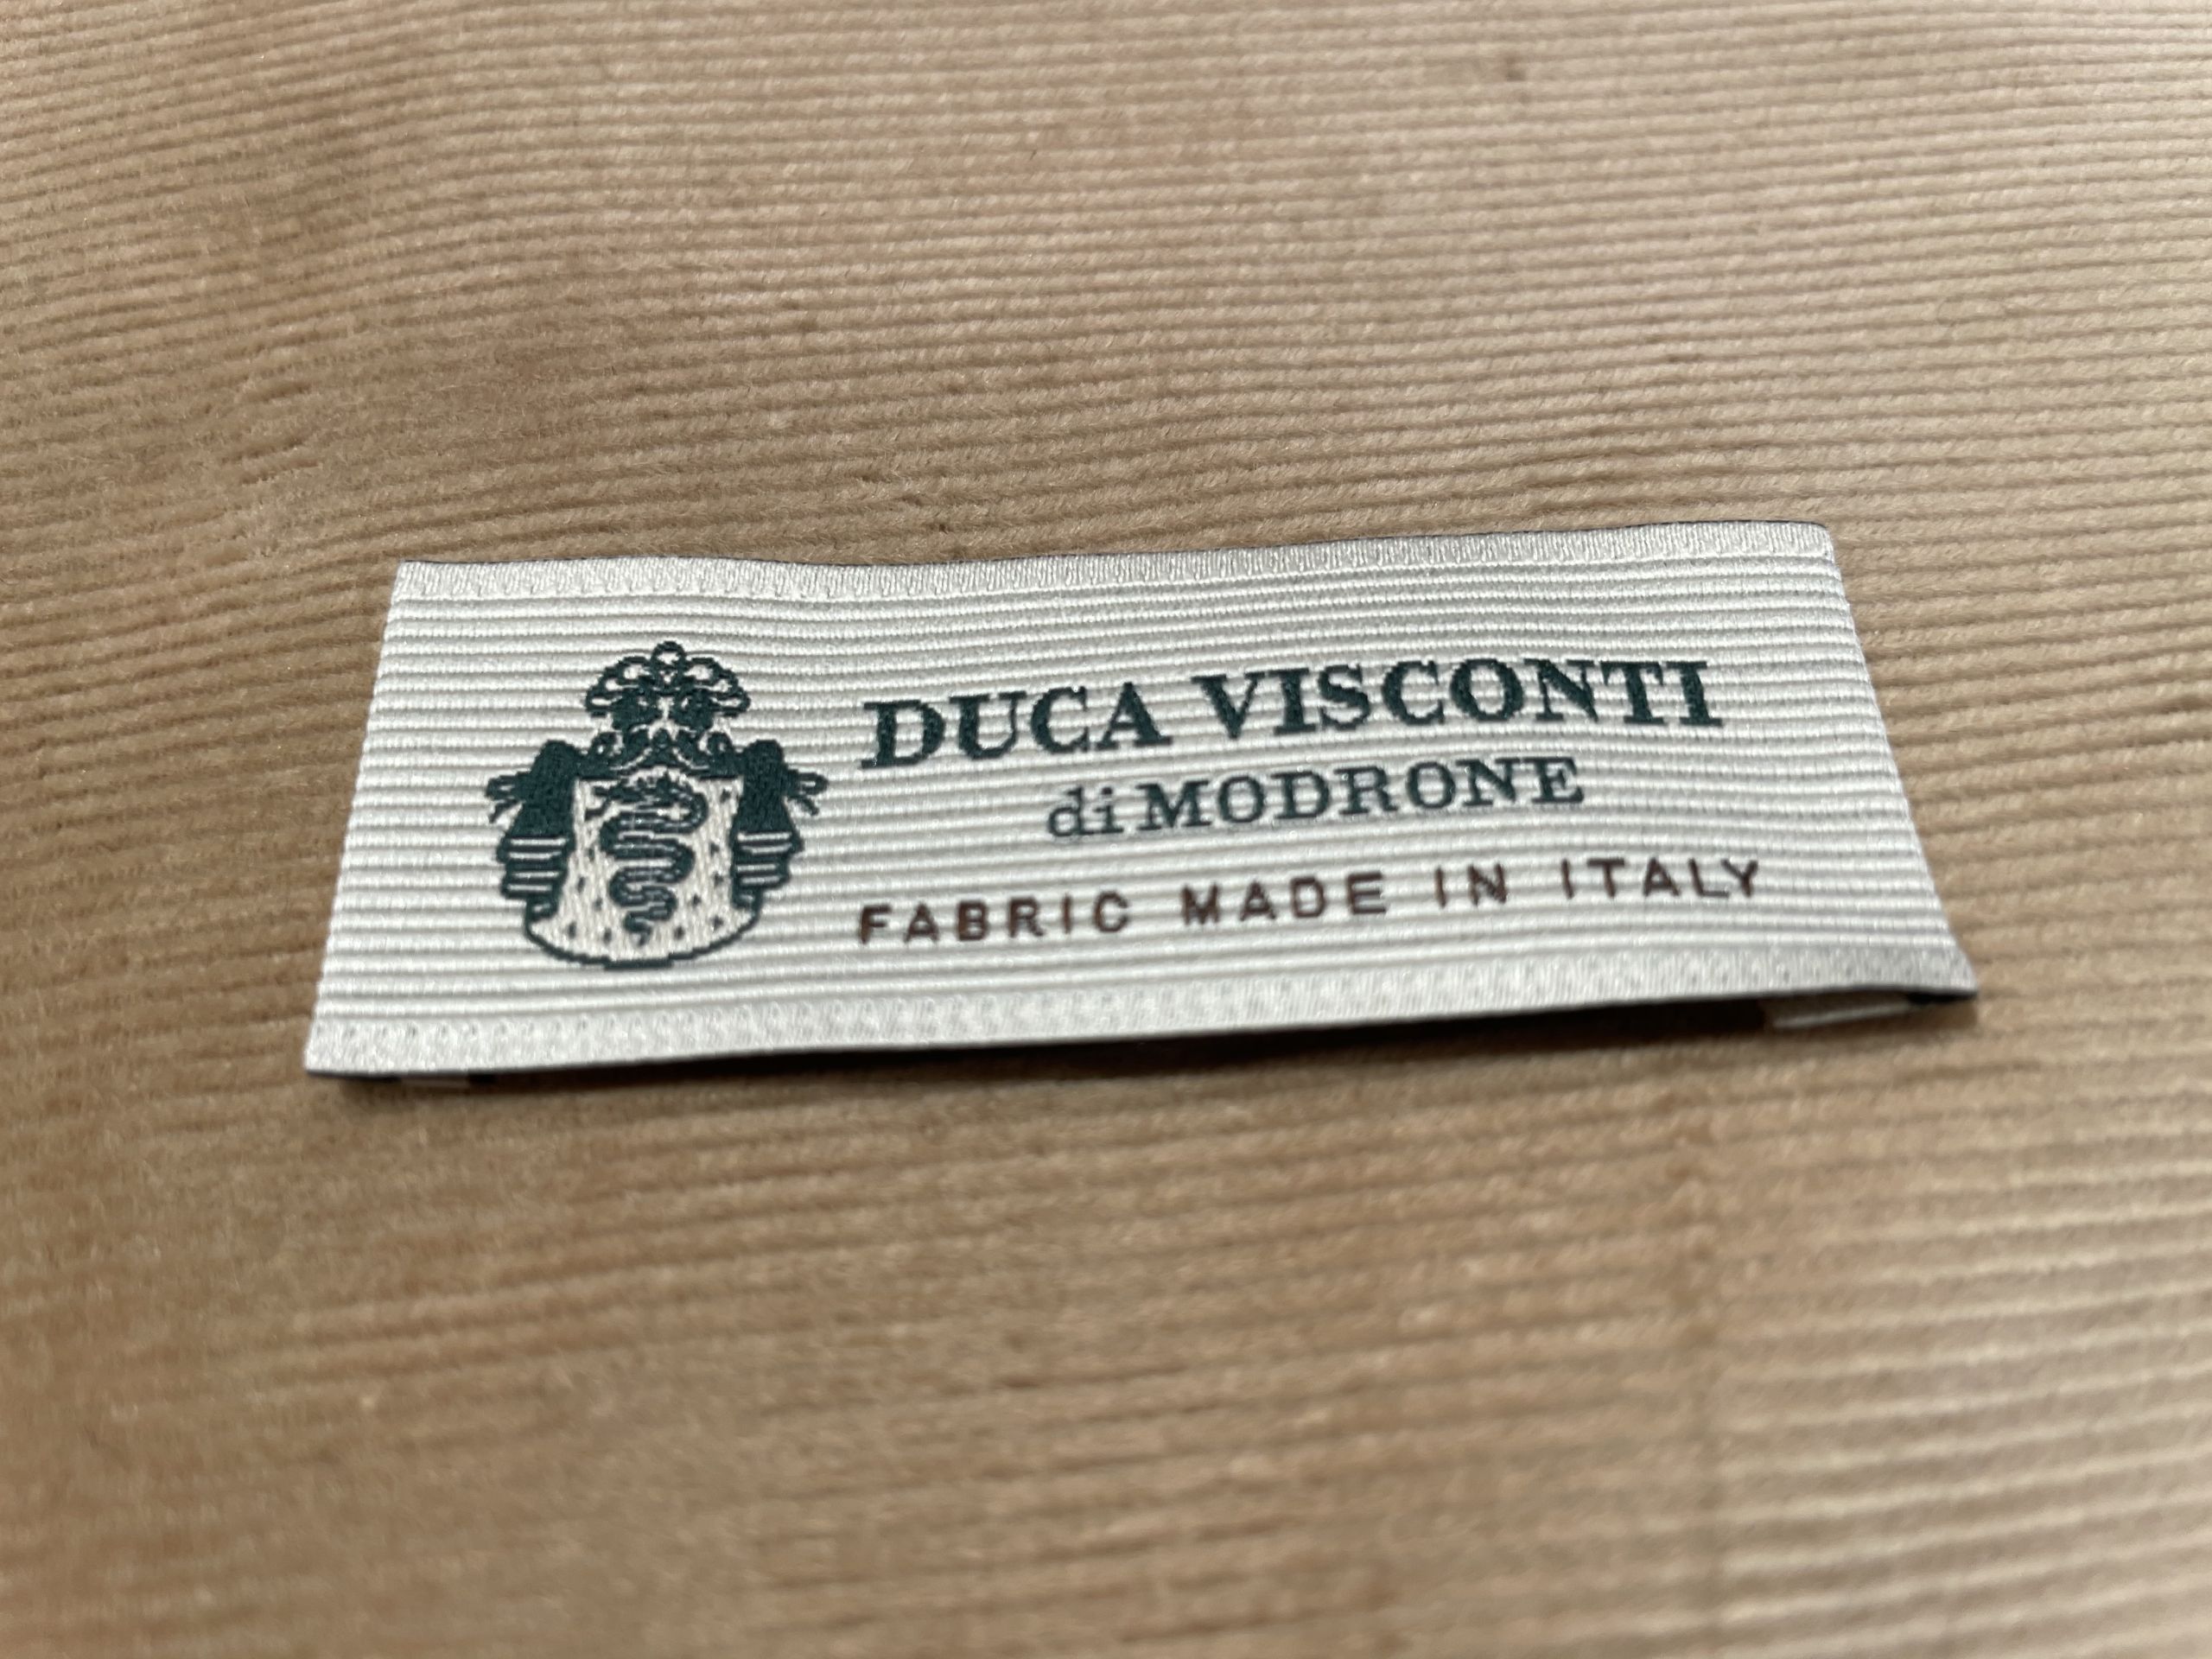 DUCA VISCONTI
di MODRONE
FABRIC MADE IN ITALY